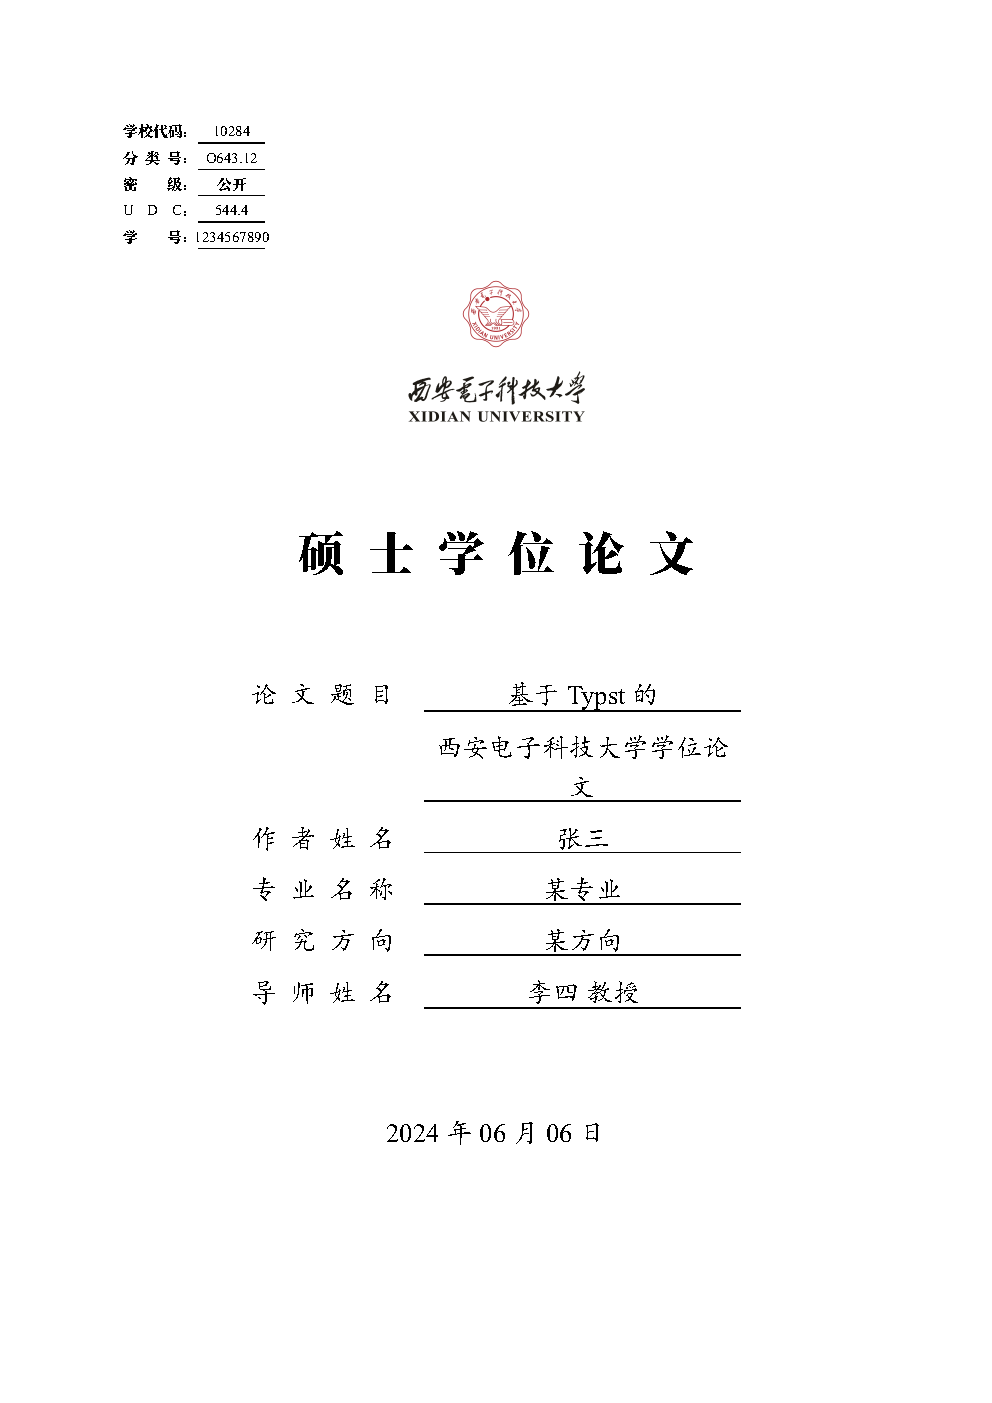 学校代码： 10284
分 类 号： O643.12
密 级： 公开
U D C： 544.4
学 号： 1234567890
XIDIAN UNIVERSITY
西安電子科技大学
XIDIAN UNIVERSITY
硕 士 学 位 论 文
论 文 题 目 基于 Typst 的
西安电子科技大学学位论
文
作 者 姓 名 张三
专 业 名 称 某专业
研 究 方 向 某方向
导 师 姓 名 李四 教授
2024 年 06 月 06 日